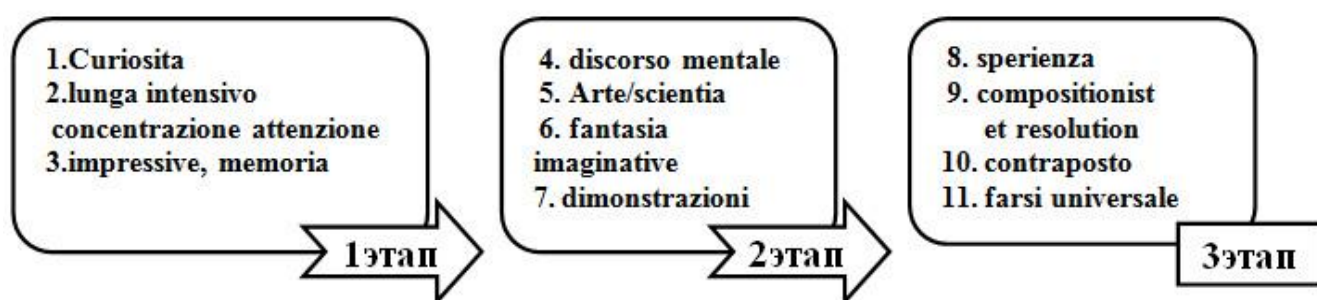 1.Curiosita
2.lunga intensivo
concentrazione attenzione
3.impressive, memoria
1этап
4. discorso mentale
5. Arte/scientia
6. fantasia
imaginative
7. dimonstrazioni
2этап
8. sperienza
9. compositionist
et resolution
10. contraposto
11. farsi universale
3этап